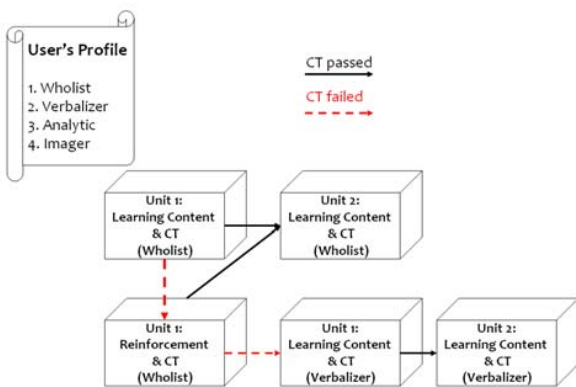 User's Profile
1. Wholist
2. Verbalizer
3. Analytic
4. Imager
CT passed
CT failed
Unit 1:
Learning Content
& CT
(Wholist)
Unit 2:
Learning Content
& CT
(Wholist)
Unit 1:
Reinforcement
& CT
(Wholist)
Unit 1:
Learning Content
& CT
(Verbalizer)
Unit 2:
Learning Content
& CT
(Verbalizer)